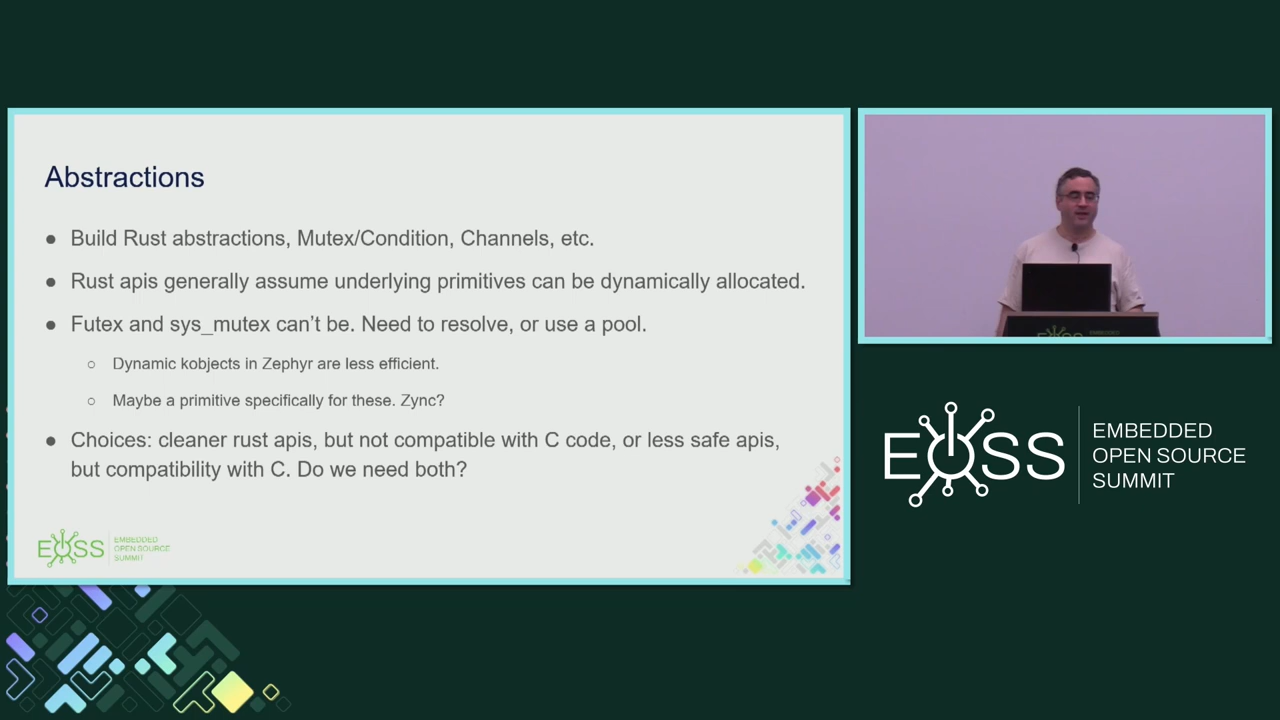 Abstractions
● Build Rust abstractions, Mutex/Condition, Channels, etc.
● Rust apis generally assume underlying primitives can be dynamically allocated.
● Futex and sys_mutex can't be. Need to resolve, or use a pool.
○ Dynamic kobjects in Zephyr are less efficient.
○ Maybe a primitive specifically for these. Zync?
● Choices: cleaner rust apis, but not compatible with C code, or less safe apis,
but compatibility with C. Do we need both?
EOSS
EMBEDDED
OPEN SOURCE
SUMMIT
EOSS
EMBEDDED
OPEN SOURCE
SUMMIT